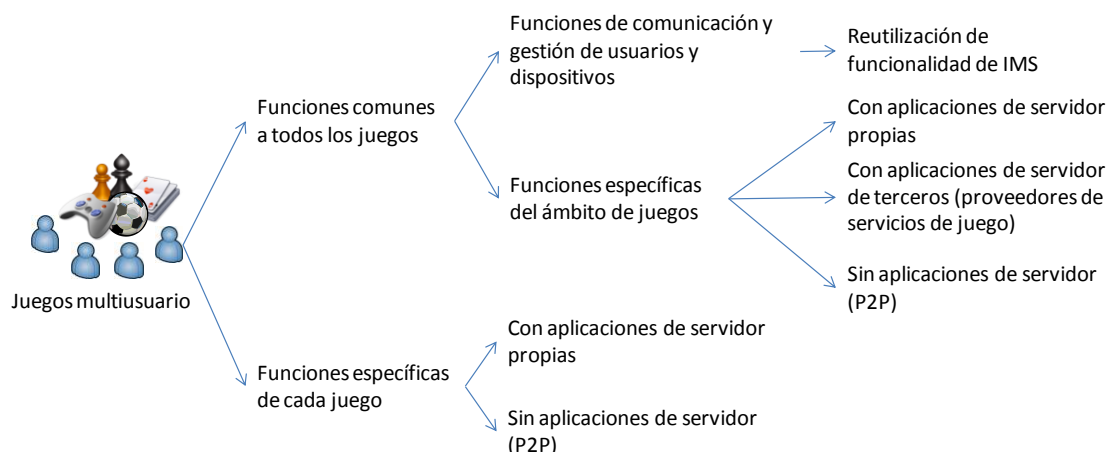 Juegos multiusuario
Funciones comunes
a todos los juegos
Funciones de comunicación y
gestión de usuarios y
dispositivos
Reutilización de
funcionalidad de IMS
Funciones específicas
del ámbito de juegos
Con aplicaciones de servidor
propias
Con aplicaciones de servidor
de terceros (proveedores de
servicios de juego)
Sin aplicaciones de servidor
(P2P)
Funciones específicas
de cada juego
Con aplicaciones de servidor
propias
Sin aplicaciones de servidor
(P2P)